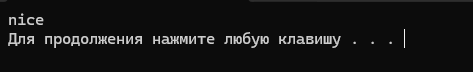 nice
Для продолжения нажмите любую клавишу . . .